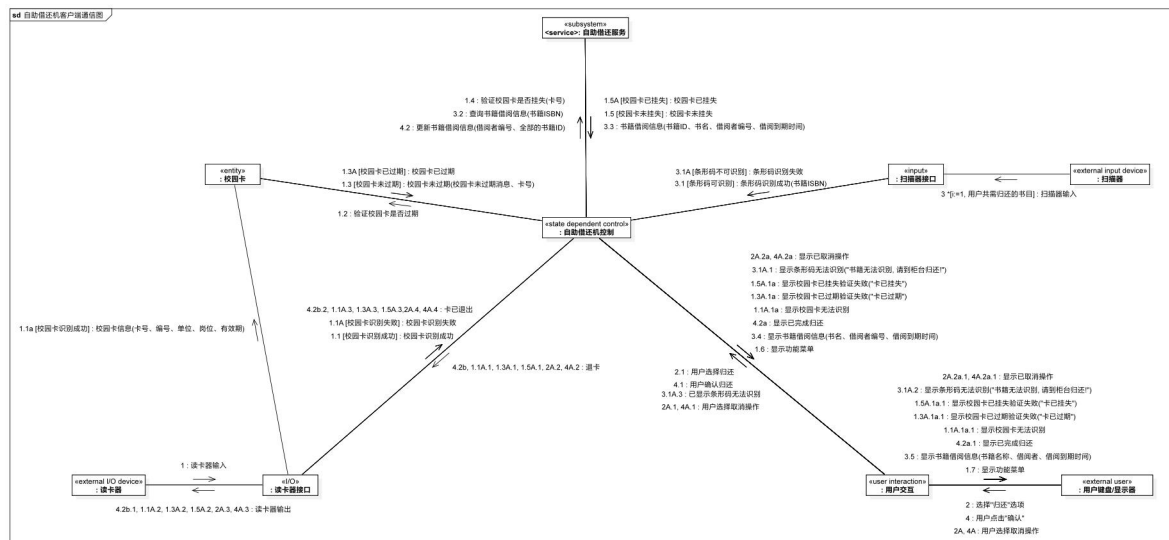 sd 自助借还机客户端通信图
«subsystem»
<service>: 自助借还服务
1.4 : 验证校园卡是否挂失(卡号)
3.2 : 查询书籍借阅信息(书籍ISBN)
4.2 : 更新书籍借阅信息(借阅者编号、全部的书籍ID)
1.5A [校园卡已挂失] : 校园卡已挂失
1.5 [校园卡未挂失] : 校园卡未挂失
3.3 : 书籍借阅信息(书籍ID、书名、借阅者编号、借阅到期时间)
«entity»
: 校园卡
1.3A [校园卡已过期] : 校园卡已过期
1.3 [校园卡未过期] : 校园卡未过期(校园卡未过期消息、卡号)
1.2 : 验证校园卡是否过期
3.1A [条形码不可识别] : 条形码识别失败
3.1 [条形码可识别] : 条形码识别成功(书籍ISBN)
«input»
: 扫描器接口
«external input device»
: 扫描器
3 *[i:=1, 用户共需归还的书目] : 扫描器输入
«state dependent control»
: 自助借还机控制
1.1a [校园卡识别成功] : 校园卡信息(卡号、编号、单位、岗位、有效期)
4.2b.2, 1.1A.3, 1.3A.3, 1.5A.3,2A.4, 4A.4 : 卡已退出
1.1A [校园卡识别失败] : 校园卡识别失败
1.1 [校园卡识别成功] : 校园卡识别成功
4.2b, 1.1A.1, 1.3A.1, 1.5A.1, 2A.2, 4A.2 : 退卡
2A.2a, 4A.2a : 显示已取消操作
3.1A.1 : 显示条形码无法识别("书籍无法识别, 请到柜台归还!")
1.5A.1a : 显示校园卡已挂失验证失败("卡已挂失")
1.3A.1a : 显示校园卡已过期验证失败("卡已过期")
1.1A.1a : 显示校园卡无法识别
4.2a : 显示已完成归还
3.4 : 显示书籍借阅信息(书名、借阅者编号、借阅到期时间)
1.6 : 显示功能菜单
2.1 : 用户选择归还
4.1 : 用户确认归还
3.1A.3 : 已显示条形码无法识别
2A.1, 4A.1 : 用户选择取消操作
2A.2a.1, 4A.2a.1 : 显示已取消操作
3.1A.2 : 显示条形码无法识别("书籍无法识别, 请到柜台归还!")
1.5A.1a.1 : 显示校园卡已挂失验证失败("卡已挂失")
1.3A.1a.1 : 显示校园卡已过期验证失败("卡已过期")
1.1A.1a.1 : 显示校园卡无法识别
4.2a.1 : 显示已完成归还
3.5 : 显示书籍借阅信息(书籍名称、借阅者、借阅到期时间)
1.7 : 显示功能菜单
1 : 读卡器输入
«external I/O device»
: 读卡器
«I/O»
: 读卡器接口
4.2b.1, 1.1A.2, 1.3A.2, 1.5A.2, 2A.3, 4A.3 : 读卡器输出
«user interaction»
: 用户交互
«external user»
: 用户键盘/显示器
2 : 选择"归还"选项
4 : 用户点击"确认"
2A, 4A : 用户选择取消操作